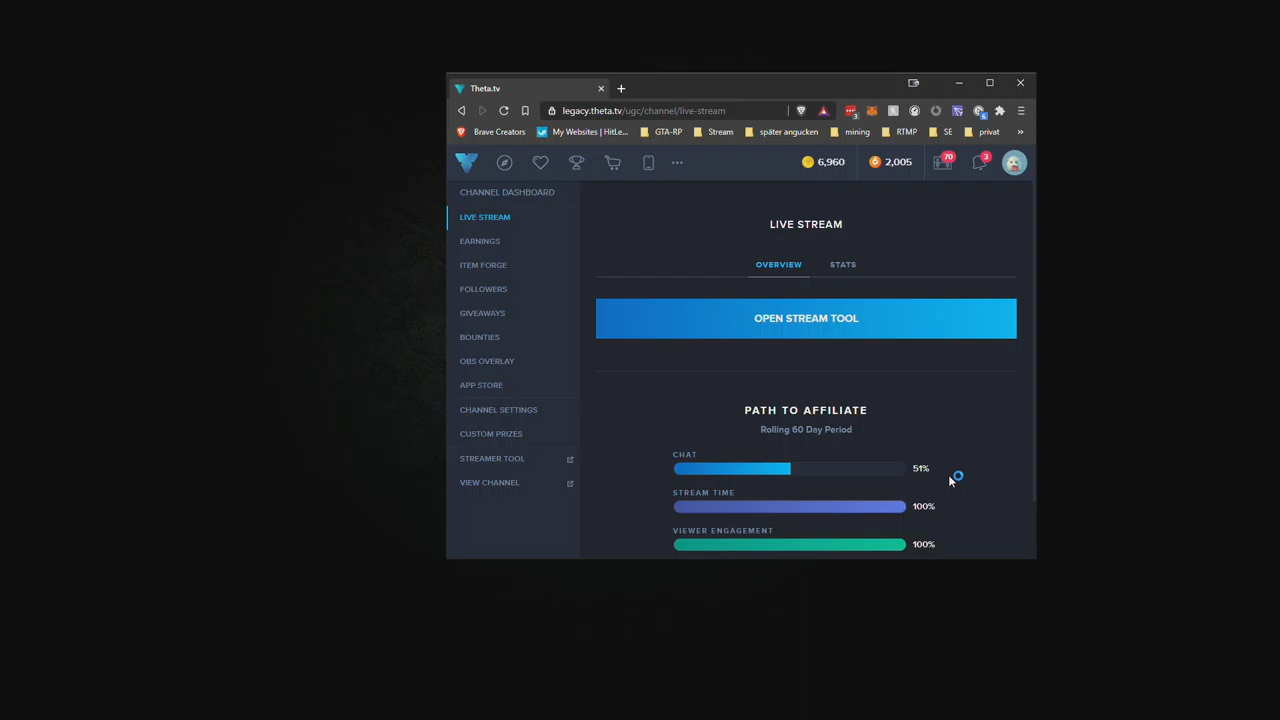 Theta.tv
legacy.theta.tv/ugc/channel/live-stream
3
6
Brave Creators
My Websites | HitLe...
GTA-RP
Stream
später angucken
mining
RTMP
SE
privat
»
6,960
2,005
70
3
CHANNEL DASHBOARD
LIVE STREAM
EARNINGS
ITEM FORGE
FOLLOWERS
GIVEAWAYS
BOUNTIES
OBS OVERLAY
APP STORE
CHANNEL SETTINGS
CUSTOM PRIZES
STREAMER TOOL
VIEW CHANNEL
LIVE STREAM
OVERVIEW
STATS
OPEN STREAM TOOL
PATH TO AFFILIATE
Rolling 60 Day Period
CHAT
51%
STREAM TIME
100%
VIEWER ENGAGEMENT
100%